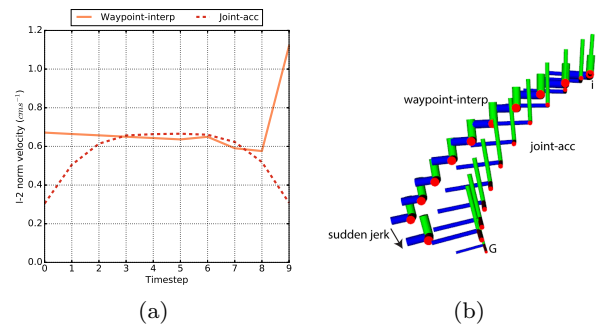 Waypoint-interp Joint-acc
1.2
1.0
0.8
0.6
0.4
0.2
0.0
l-2 norm velocity (cms⁻¹)
0 1 2 3 4 5 6 7 8 9
Timestep
(a)
i
waypoint-interp
joint-acc
sudden jerk
G
(b)